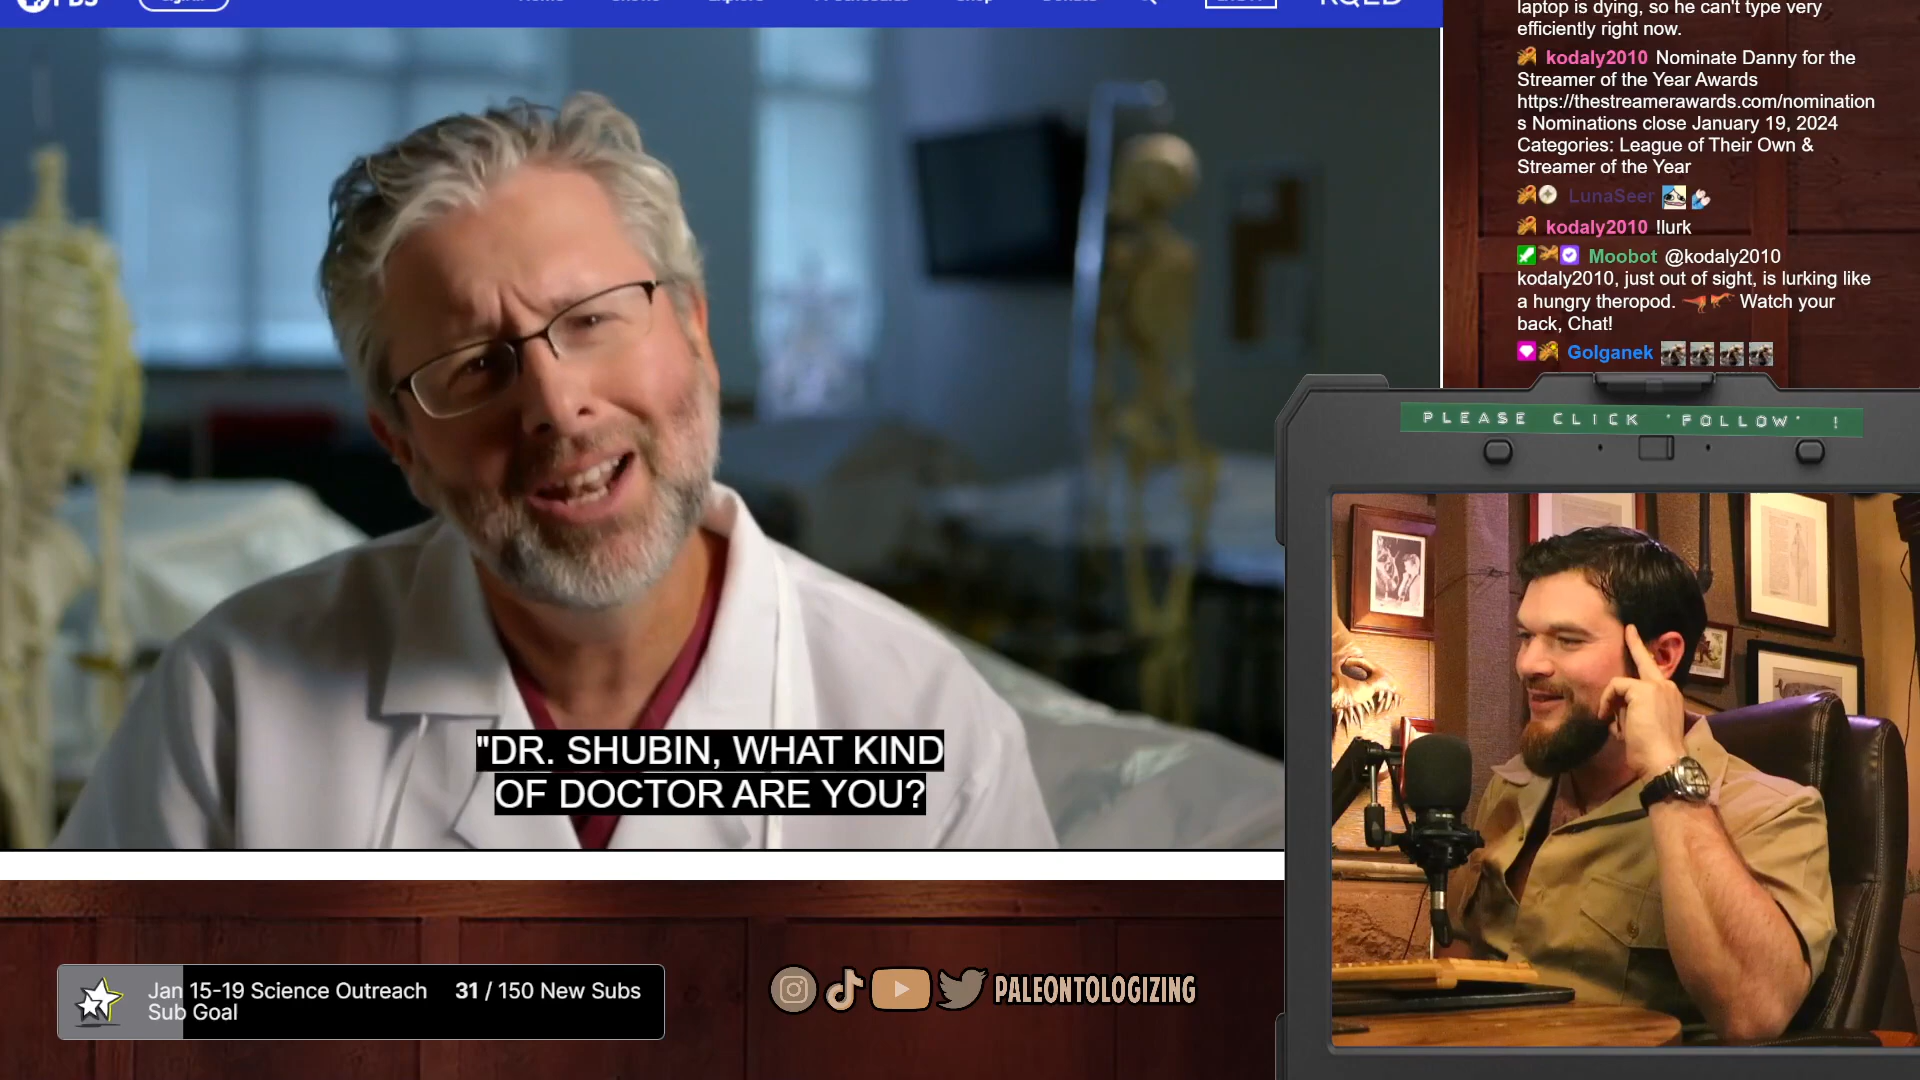 PBS
laptop is dying, so he can't type very
efficiently right now.
kodaly2010 Nominate Danny for the
Streamer of the Year Awards
https://thestreamerawards.com/nomination
s Nominations close January 19, 2024
Categories: League of Their Own &
Streamer of the Year
LunaSeer
kodaly2010 !lurk
Moobot @kodaly2010
kodaly2010, just out of sight, is lurking like
a hungry theropod. Watch your
back, Chat!
Golganek
PLEASE CLICK "FOLLOW" !
"DR. SHUBIN, WHAT KIND
OF DOCTOR ARE YOU?
Jan 15-19 Science Outreach
Sub Goal
31 / 150 New Subs
PALEONTOLOGIZING